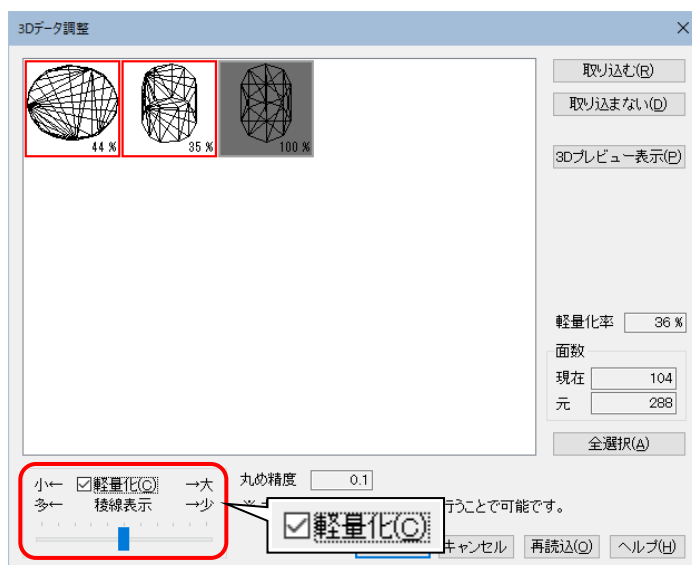 3Dデータ調整
44 %
35 %
100 %
取り込む(R)
取り込まない(D)
3Dプレビュー表示(P)
軽量化率 36 %
面数
現在 104
元 288
全選択(A)
小← 軽量化(C) →大
多← 稜線表示 →少
丸め精度 0.1
行うことで可能です。
軽量化(C)
キャンセル
再読込(O)
ヘルプ(H)